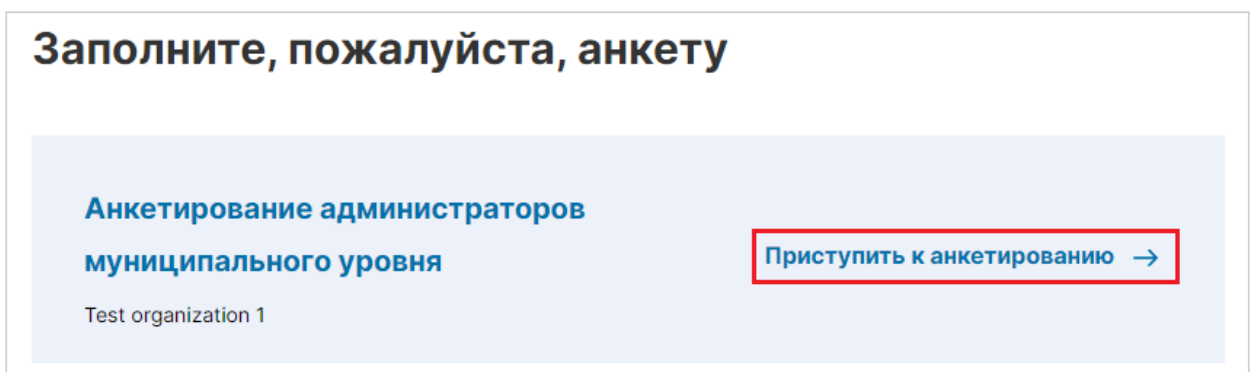 Заполните, пожалуйста, анкету
Анкетирование администраторов
муниципального уровня
Приступить к анкетированию →
Test organization 1